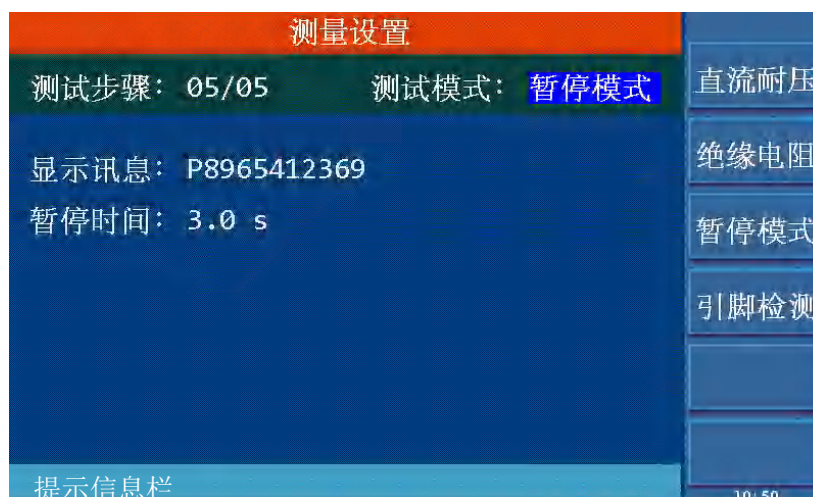 测量设置
测试步骤: 05/05 测试模式: 暂停模式
显示讯息: P8965412369
暂停时间: 3.0 s
直流耐压
绝缘电阻
暂停模式
引脚检测
提示信息栏
10:50